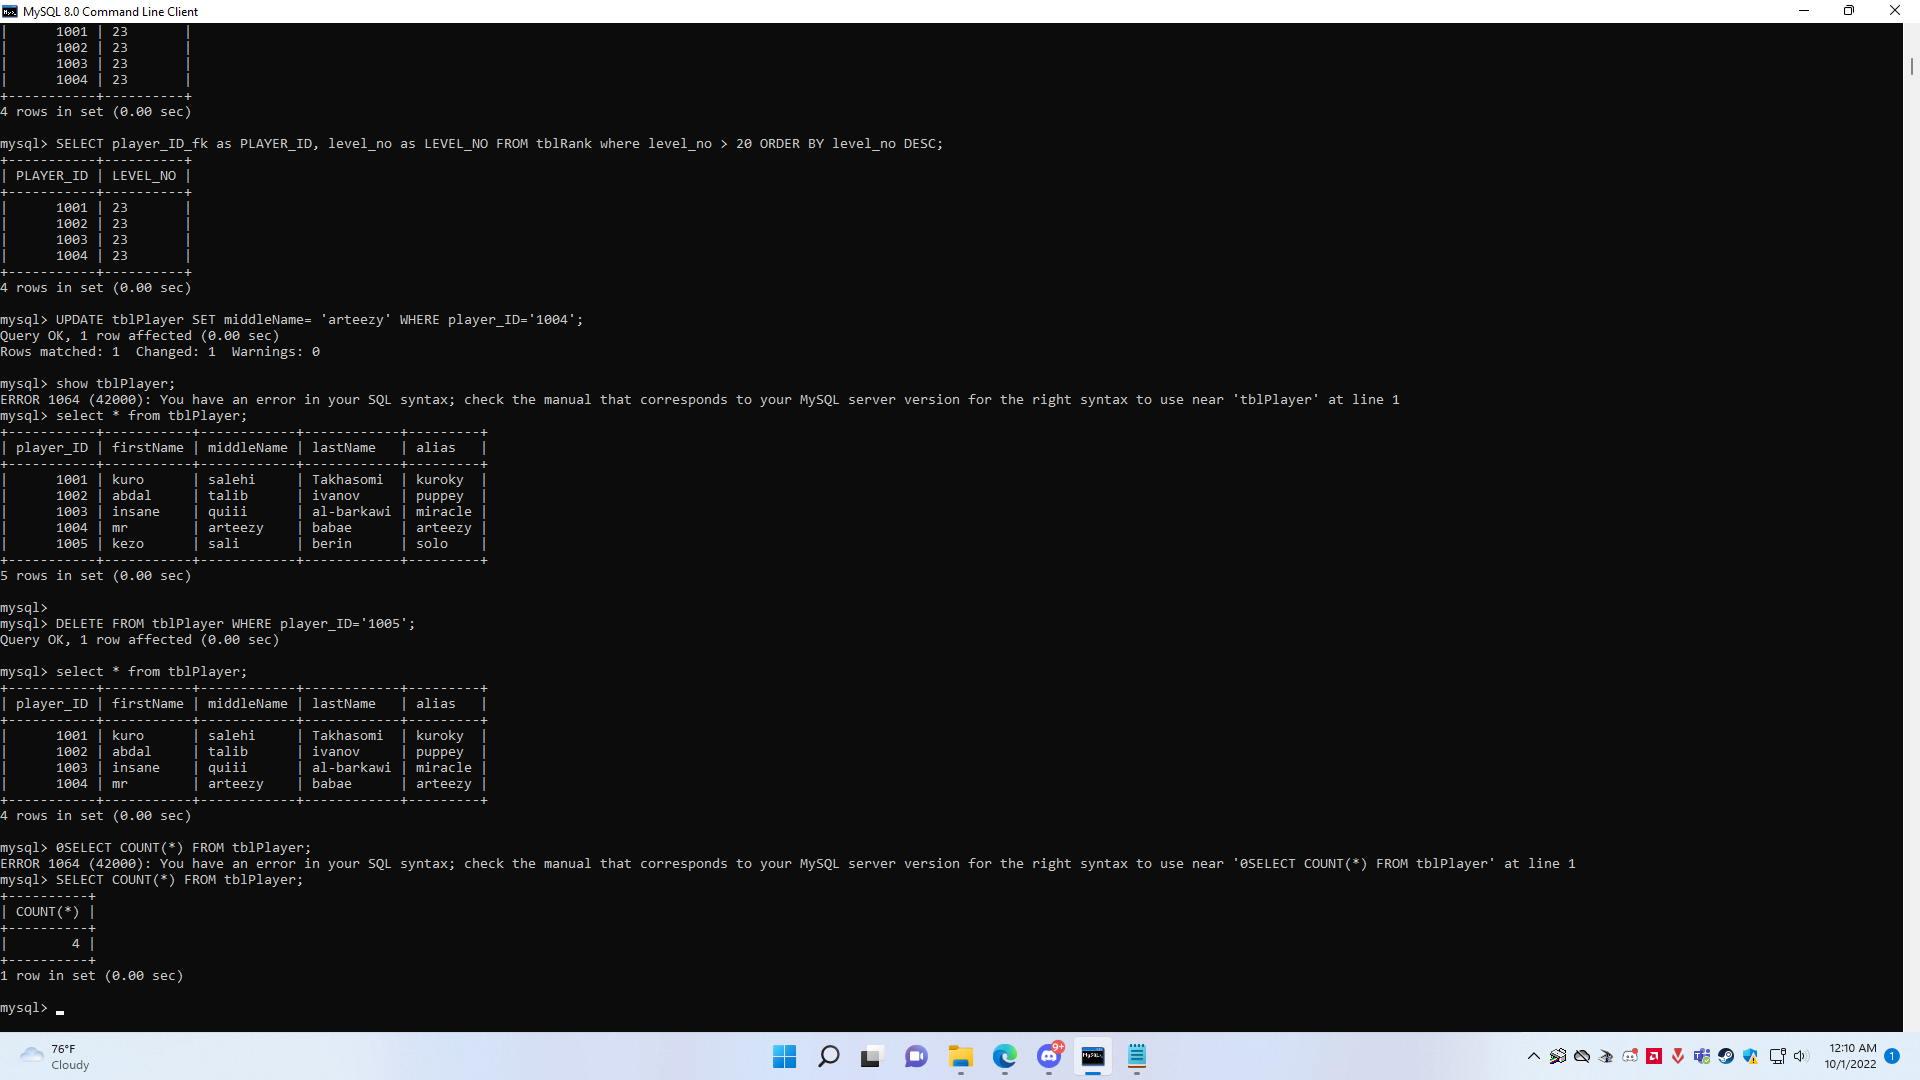 MySQL 8.0 Command Line Client
|      1001 | 23       |
|      1002 | 23       |
|      1003 | 23       |
|      1004 | 23       |
+-----------+----------+
4 rows in set (0.00 sec)
mysql> SELECT player_ID_fk as PLAYER_ID, level_no as LEVEL_NO FROM tblRank where level_no > 20 ORDER BY level_no DESC;
+-----------+----------+
| PLAYER_ID | LEVEL_NO |
+-----------+----------+
|      1001 | 23       |
|      1002 | 23       |
|      1003 | 23       |
|      1004 | 23       |
+-----------+----------+
4 rows in set (0.00 sec)
mysql> UPDATE tblPlayer SET middleName= 'arteezy' WHERE player_ID='1004';
Query OK, 1 row affected (0.00 sec)
Rows matched: 1  Changed: 1  Warnings: 0
mysql> show tblPlayer;
ERROR 1064 (42000): You have an error in your SQL syntax; check the manual that corresponds to your MySQL server version for the right syntax to use near 'tblPlayer' at line 1
mysql> select * from tblPlayer;
+-----------+-----------+------------+------------+---------+
| player_ID | firstName | middleName | lastName   | alias   |
+-----------+-----------+------------+------------+---------+
|      1001 | kuro      | salehi     | Takhasomi  | kuroky  |
|      1002 | abdal     | talib      | ivanov     | puppey  |
|      1003 | insane    | quiii      | al-barkawi | miracle |
|      1004 | mr        | arteezy    | babae      | arteezy |
|      1005 | kezo      | sali       | berin      | solo    |
+-----------+-----------+------------+------------+---------+
5 rows in set (0.00 sec)
mysql>
mysql> DELETE FROM tblPlayer WHERE player_ID='1005';
Query OK, 1 row affected (0.00 sec)
mysql> select * from tblPlayer;
+-----------+-----------+------------+------------+---------+
| player_ID | firstName | middleName | lastName   | alias   |
+-----------+-----------+------------+------------+---------+
|      1001 | kuro      | salehi     | Takhasomi  | kuroky  |
|      1002 | abdal     | talib      | ivanov     | puppey  |
|      1003 | insane    | quiii      | al-barkawi | miracle |
|      1004 | mr        | arteezy    | babae      | arteezy |
+-----------+-----------+------------+------------+---------+
4 rows in set (0.00 sec)
mysql> 0SELECT COUNT(*) FROM tblPlayer;
ERROR 1064 (42000): You have an error in your SQL syntax; check the manual that corresponds to your MySQL server version for the right syntax to use near '0SELECT COUNT(*) FROM tblPlayer' at line 1
mysql> SELECT COUNT(*) FROM tblPlayer;
+----------+
| COUNT(*) |
+----------+
|        4 |
+----------+
1 row in set (0.00 sec)
mysql> _
76°F
Cloudy
9+
12:10 AM
10/1/2022
1